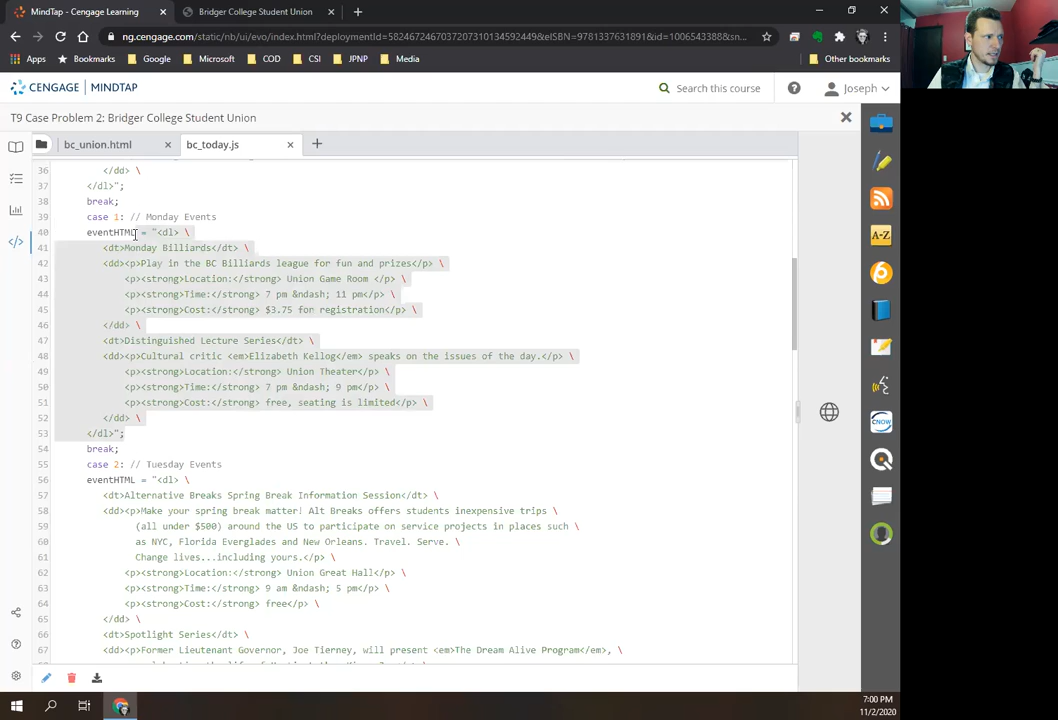 MindTap - Cengage Learning
Bridger College Student Union
ng.cengage.com/static/nb/ui/evo/index.html?deploymentId=5824672467037207310134592449&eISBN=9781337631891&id=1006543388&sn...
Apps
Bookmarks
Google
Microsoft
COD
CSI
JPNP
Media
Other bookmarks
CENGAGE
MINDTAP
Search this course
Joseph
T9 Case Problem 2: Bridger College Student Union
bc_union.html
bc_today.js
36 </dd> \
37 </dl>";
38 break;
39 case 1: // Monday Events
40 eventHTML = "<dl> \
41 <dt>Monday Billiards</dt> \
42 <dd><p>Play in the BC Billiards league for fun and prizes</p> \
43 <p><strong>Location:</strong> Union Game Room </p> \
44 <p><strong>Time:</strong> 7 pm &ndash; 11 pm</p> \
45 <p><strong>Cost:</strong> $3.75 for registration</p> \
46 </dd> \
47 <dt>Distinguished Lecture Series</dt> \
48 <dd><p>Cultural critic <em>Elizabeth Kellog</em> speaks on the issues of the day.</p> \
49 <p><strong>Location:</strong> Union Theater</p> \
50 <p><strong>Time:</strong> 7 pm &ndash; 9 pm</p> \
51 <p><strong>Cost:</strong> free, seating is limited</p> \
52 </dd> \
53 </dl>";
54 break;
55 case 2: // Tuesday Events
56 eventHTML = "<dl> \
57 <dt>Alternative Breaks Spring Break Information Session</dt> \
58 <dd><p>Make your spring break matter! Alt Breaks offers students inexpensive trips \
59 (all under $500) around the US to participate on service projects in places such \
60 as NYC, Florida Everglades and New Orleans. Travel. Serve. \
61 Change lives...including yours.</p> \
62 <p><strong>Location:</strong> Union Great Hall</p> \
63 <p><strong>Time:</strong> 9 am &ndash; 5 pm</p> \
64 <p><strong>Cost:</strong> free</p> \
65 </dd> \
66 <dt>Spotlight Series</dt> \
67 <dd><p>Former Lieutenant Governor, Joe Tierney, will present <em>The Dream Alive Program</em>, \
A-Z
CNOW
7:00 PM
11/2/2020